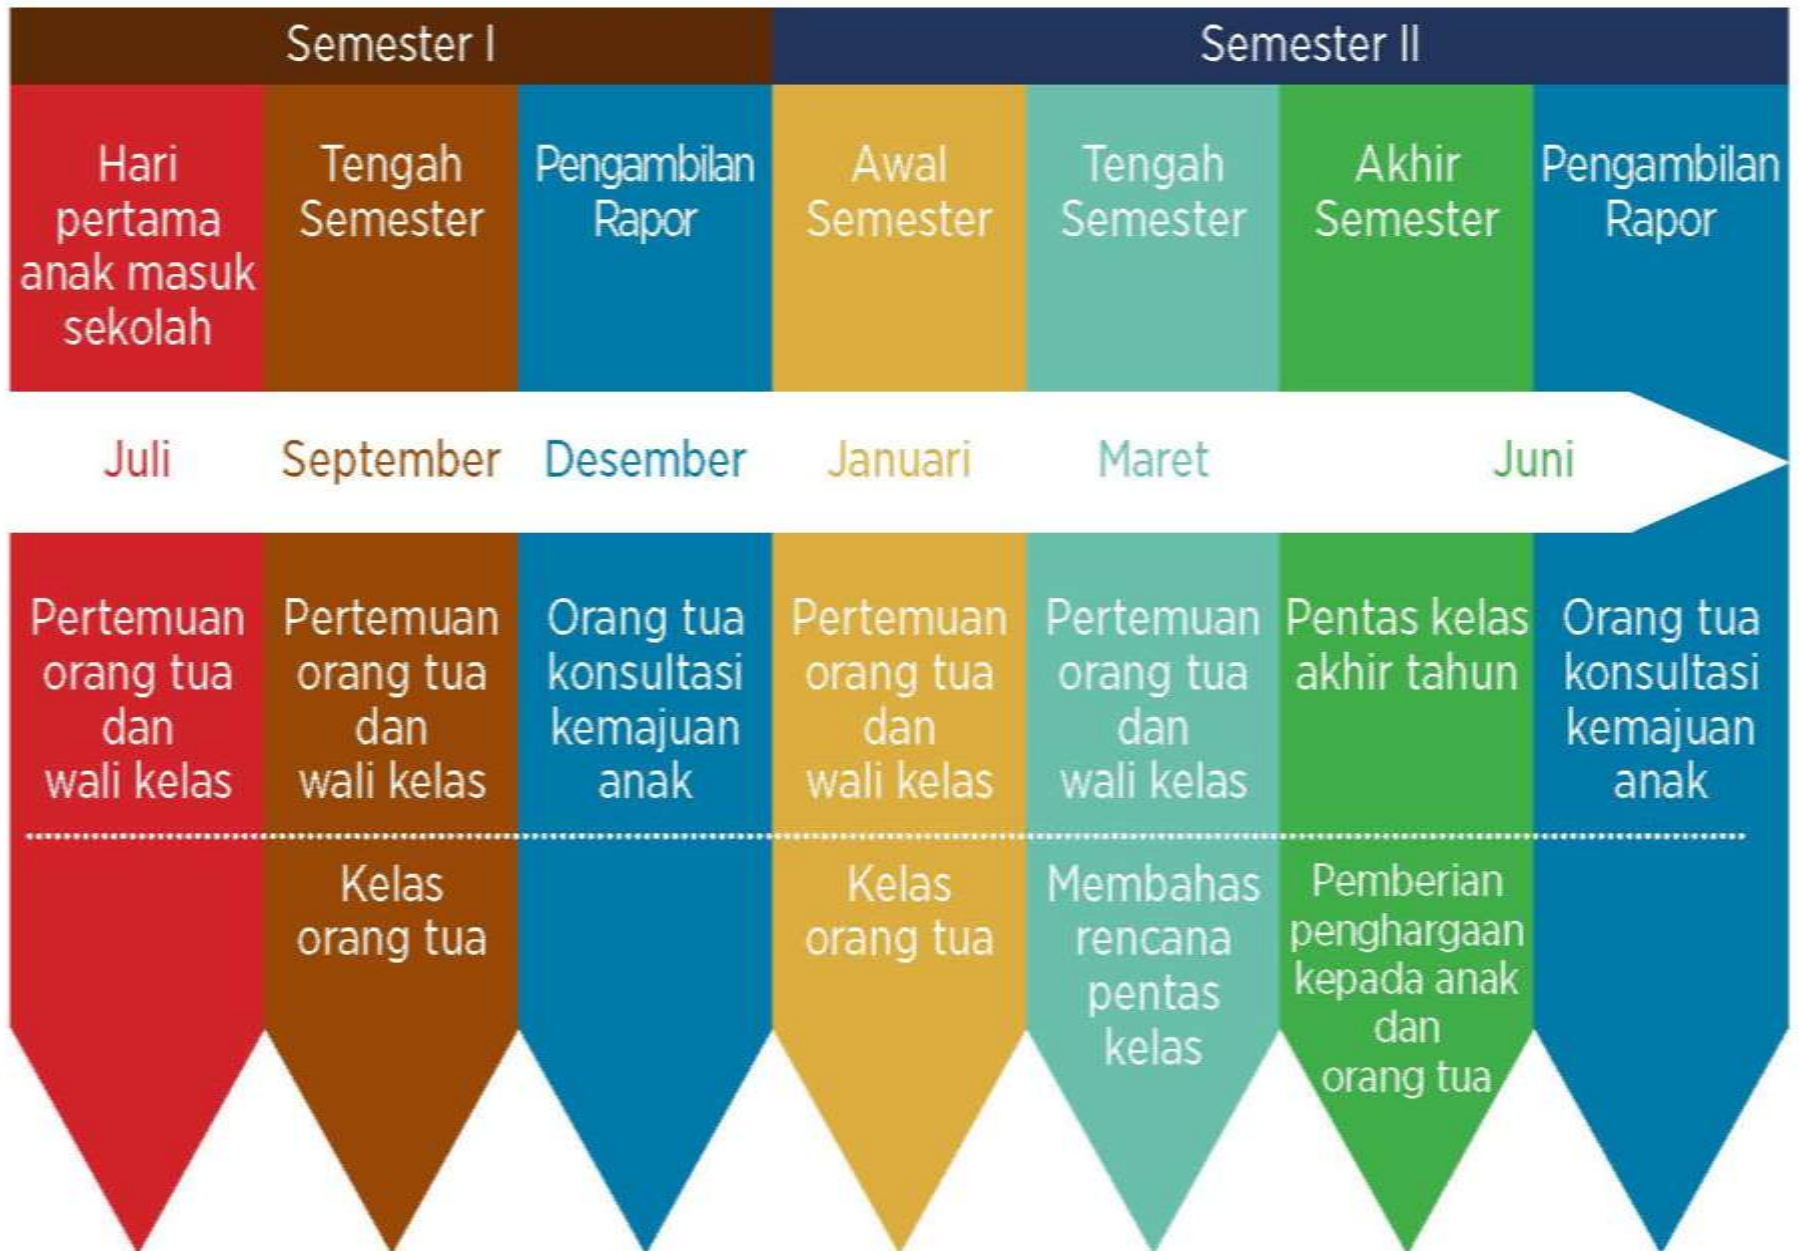 Semester I
Semester II
Hari
pertama
anak masuk
sekolah
Tengah
Semester
Pengambilan
Rapor
Awal
Semester
Tengah
Semester
Akhir
Semester
Pengambilan
Rapor
Juli
September
Desember
Januari
Maret
Juni
Pertemuan
orang tua
dan
wali kelas
Pertemuan
orang tua
dan
wali kelas
Orang tua
konsultasi
kemajuan
anak
Pertemuan
orang tua
dan
wali kelas
Pertemuan
orang tua
dan
wali kelas
Pentas kelas
akhir tahun
Orang tua
konsultasi
kemajuan
anak
Kelas
orang tua
Kelas
orang tua
Membahas
rencana
pentas
kelas
Pemberian
penghargaan
kepada anak
dan
orang tua